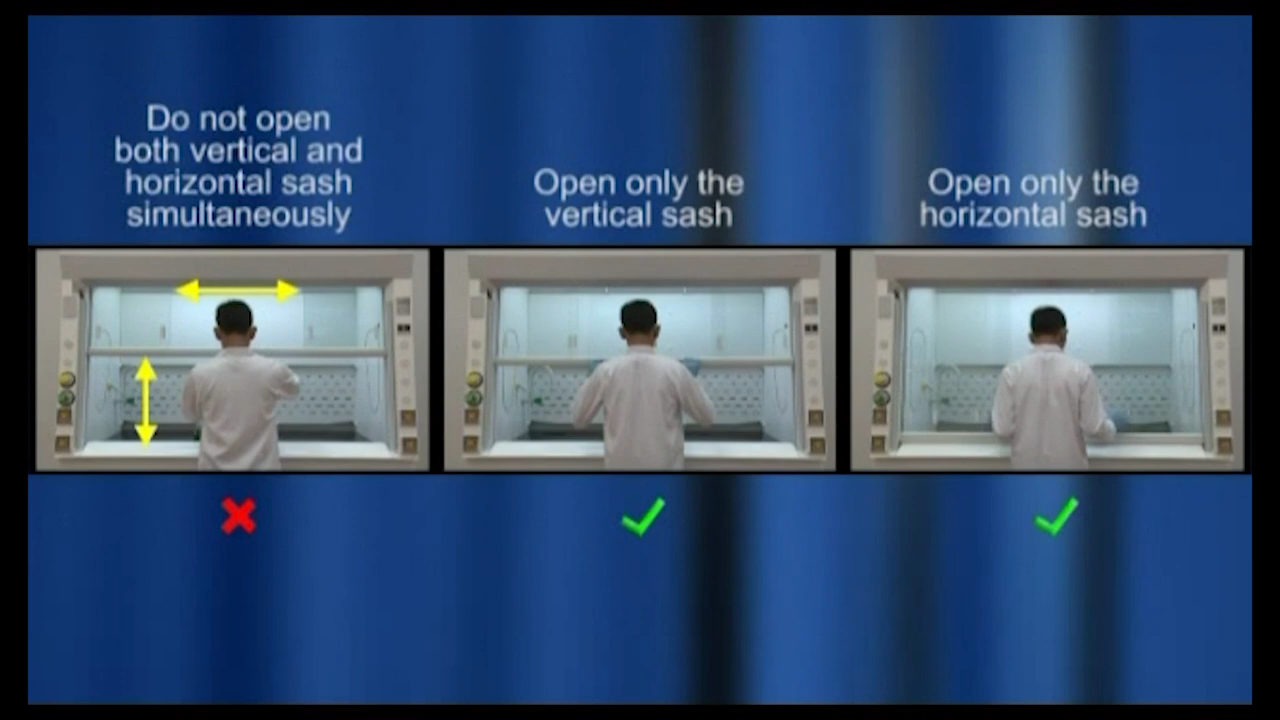 Do not open
both vertical and
horizontal sash
simultaneously
Open only the
vertical sash
Open only the
horizontal sash